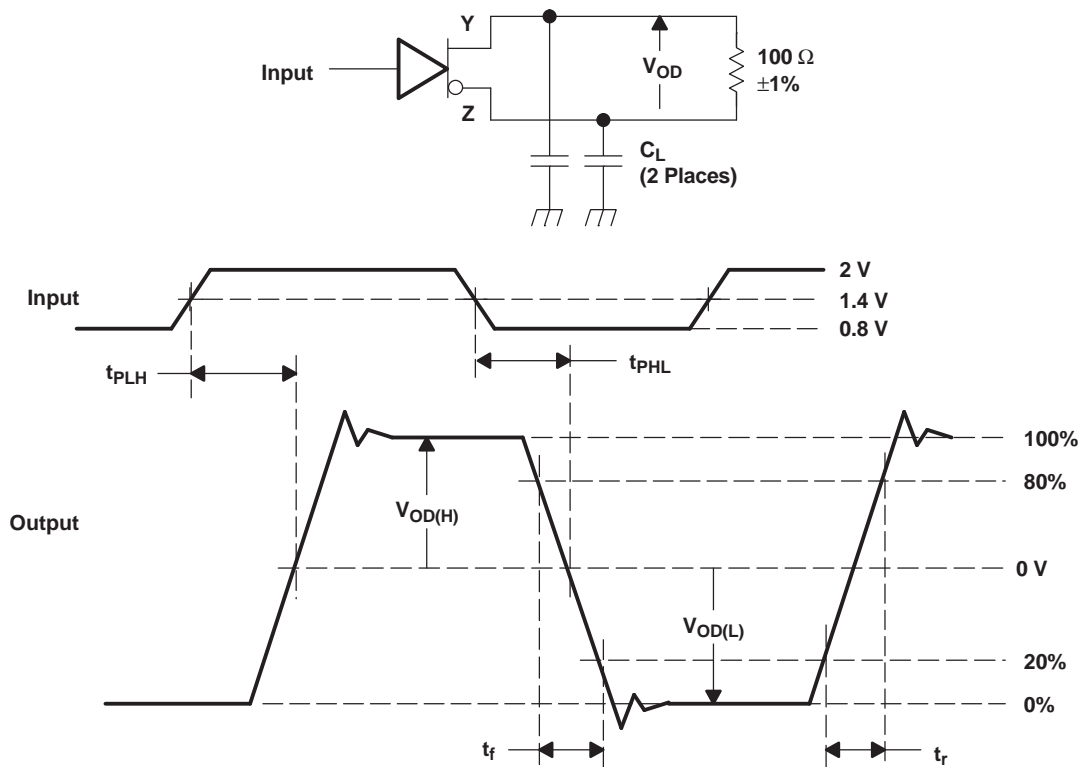 Y
Input
V_OD
100 Ω
±1%
Z
C_L
(2 Places)
2 V
Input
1.4 V
0.8 V
t_PLH
t_PHL
100%
80%
V_OD(H)
Output
0 V
V_OD(L)
20%
0%
t_f
t_r